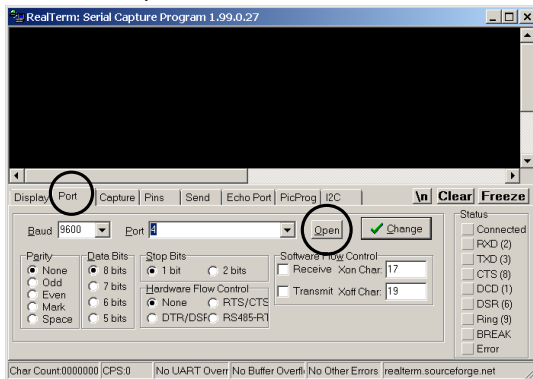 RealTerm: Serial Capture Program 1.99.0.27
Display Port Capture Pins Send Echo Port PicProg I2C \n Clear Freeze
Baud 9600 Port 4 Open Change
Status
Connected
RXD (2)
TXD (3)
CTS (8)
DCD (1)
DSR (6)
Ring (9)
BREAK
Error
Parity
None
Odd
Even
Mark
Space
Data Bits
8 bits
7 bits
6 bits
5 bits
Stop Bits
1 bit 2 bits
Hardware Flow Control
None RTS/CTS
DTR/DSR RS485-RT
Software Flow Control
Receive Xon Char: 17
Transmit Xoff Char: 19
Char Count:0000000 CPS:0 No UART Overr No Buffer Overfl No Other Errors realterm.sourceforge.net